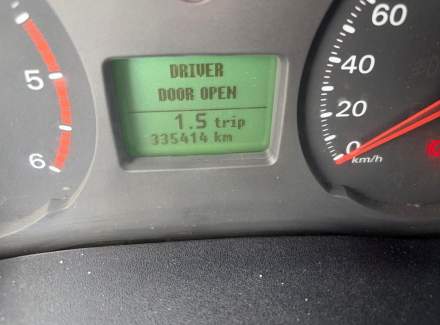 DRIVER
DOOR OPEN
1.5 trip
335414 km
5
6
60
40
20
0
km/h